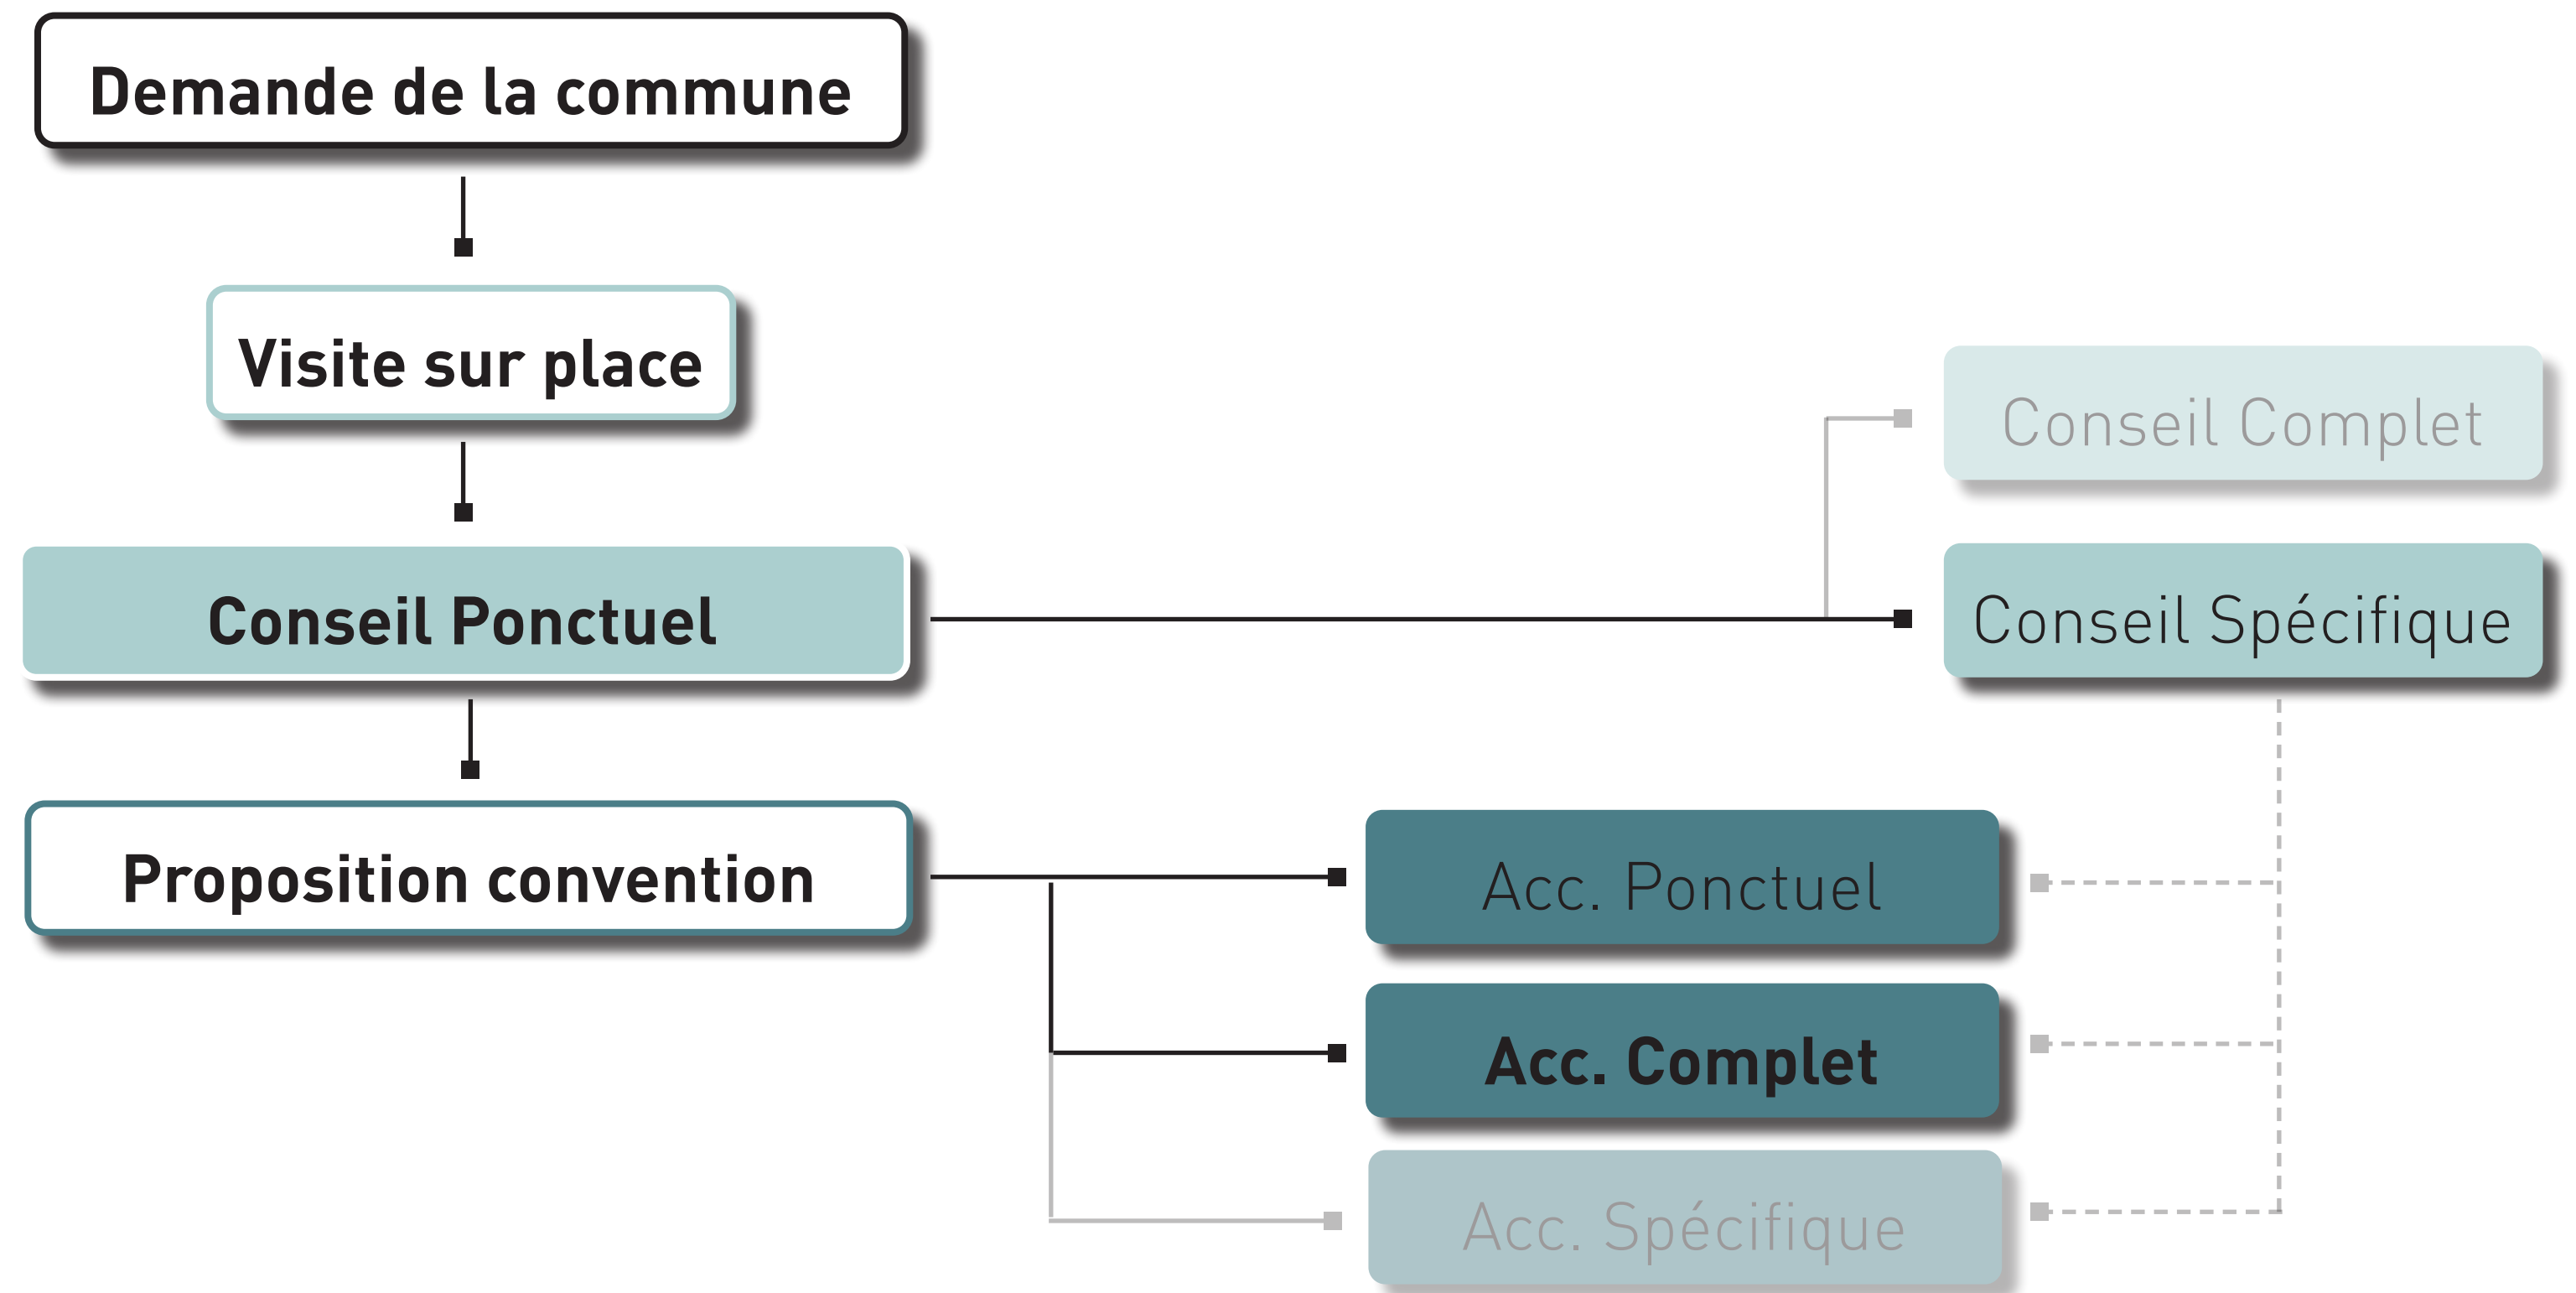 Demande de la commune
Visite sur place
Conseil Complet
Conseil Ponctuel
Conseil Spécifique
Proposition convention
Acc. Ponctuel
Acc. Complet
Acc. Spécifique